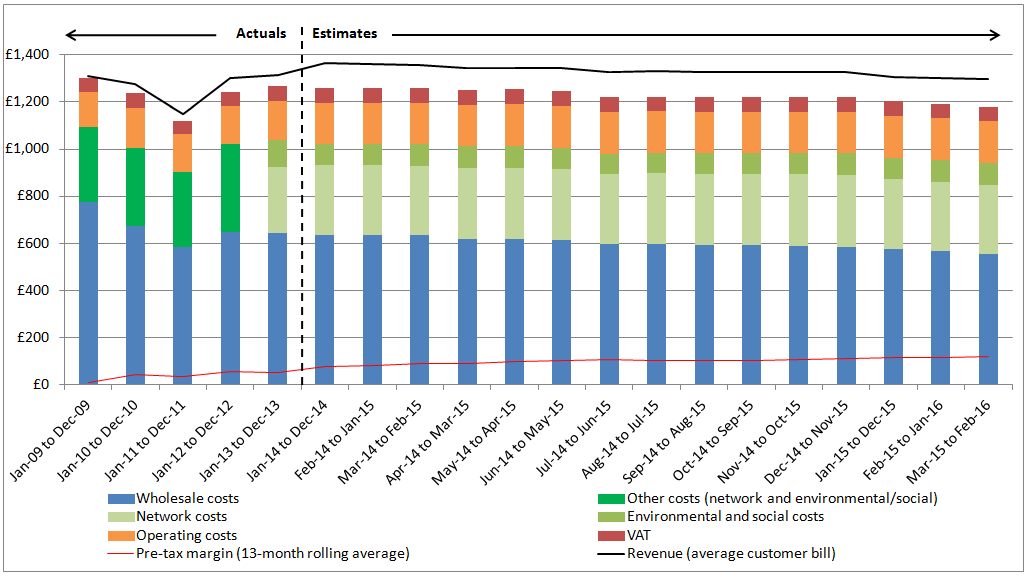 Actuals Estimates
£1,400
£1,200
£1,000
£800
£600
£400
£200
£0
Jan-09 to Dec-09
Jan-10 to Dec-10
Jan-11 to Dec-11
Jan-12 to Dec-12
Jan-13 to Dec-13
Jan-14 to Dec-14
Feb-14 to Jan-15
Mar-14 to Feb-15
Apr-14 to Mar-15
May-14 to Apr-15
Jun-14 to May-15
Jul-14 to Jun-15
Aug-14 to Jul-15
Sep-14 to Aug-15
Oct-14 to Sep-15
Nov-14 to Oct-15
Dec-14 to Nov-15
Jan-15 to Dec-15
Feb-15 to Jan-16
Mar-15 to Feb-16
Wholesale costs
Other costs (network and environmental/social)
Network costs
Environmental and social costs
Operating costs
VAT
Pre-tax margin (13-month rolling average)
Revenue (average customer bill)